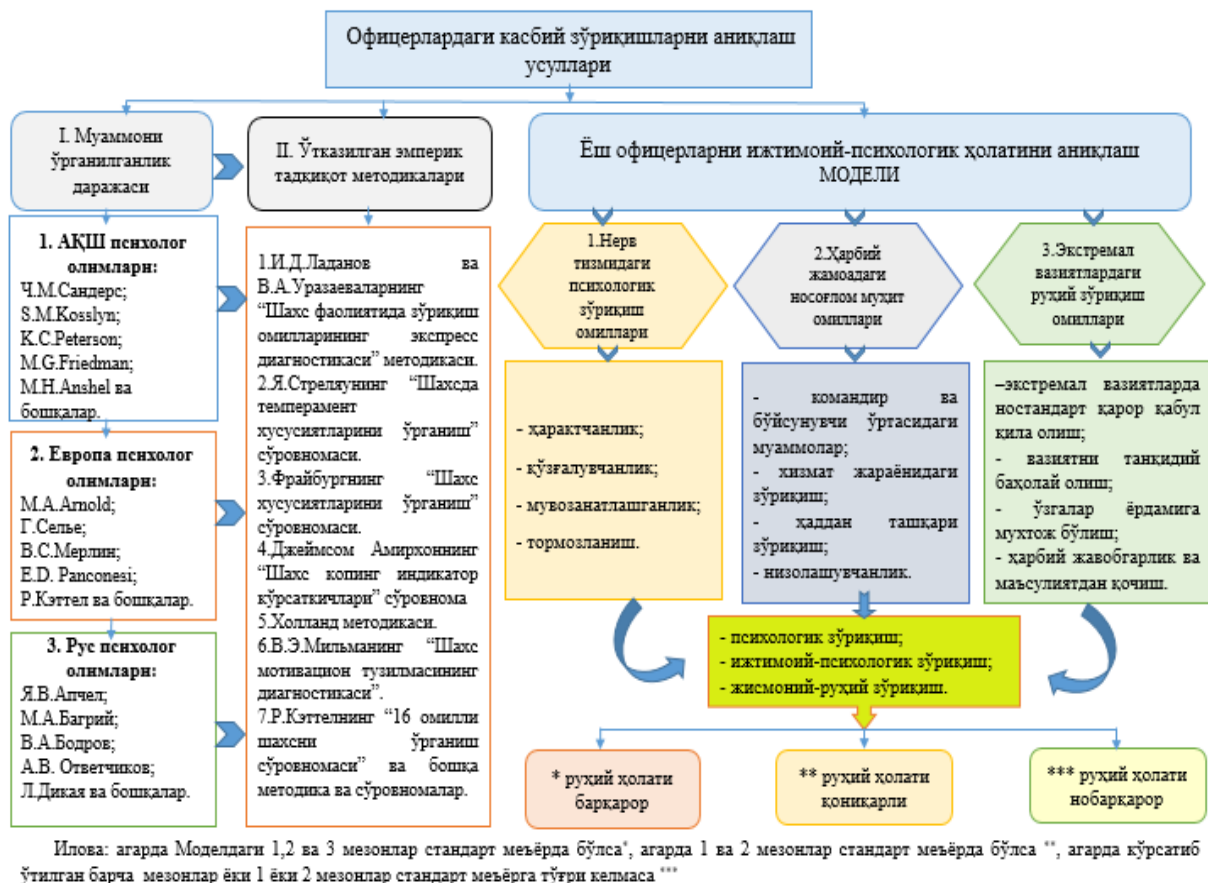 Офицерлардаги касбий зўриқишларни аниқлаш
усуллари
I. Муаммони
ўрганилганлик
даражаси
II. Ўтказилган эмперик
тадқиқот методикалари
Ёш офицерларни ижтимоий-психологик ҳолатини аниқлаш
МОДЕЛИ
1. АҚШ психолог
олимлари:
Ч.М.Сандерс;
S.M.Kosslyn;
K.C.Peterson;
M.G.Friedman;
M.H.Anshel ва
бошқалар.
2. Европа психолог
олимлари:
M.A.Arnold;
Г.Селье;
В.С.Мерлин;
E.D. Panconesi;
Р.Кэттел ва бошқалар.
3. Рус психолог
олимлари:
Я.В.Апчел;
М.А.Багрий;
В.А.Бодров;
А.В. Ответчиков;
Л.Дикая ва бошқалар.
1.И.Д.Ладанов ва
В.А.Уразаеваларнинг
“Шахс фаолиятида зўриқиш
омилларининг экспресс
диагностикаси” методикаси.
2.Я.Стреляунинг “Шахсда
темперамент
хусусиятларини ўрганиш”
сўровномаси.
3.Фрайбургнинг “Шахс
хусусиятларини ўрганиш”
сўровномаси.
4.Джеймсом Амирхоннинг
“Шахс копинг индикатор
кўрсаткичлари” сўровнома
5.Холланд методикаси.
6.В.Э.Мильманинг “Шахс
мотивацион тузилмасининг
диагностикаси”.
7.Р.Кэттелнинг “16 омилли
шахсни ўрганиш
сўровномаси” ва бошқа
методика ва сўровномалар.
1.Нерв
тизмидаги
психологик
зўриқиш
омиллари
2.Ҳарбий
жамоадаги
носоғлом муҳит
омиллари
3.Экстремал
вазиятлардаги
руҳий зўриқиш
омиллари
- ҳарактчанлик;
- қўзғалувчанлик;
- мувозанатлашганлик;
- тормозланиш.
- командир ва
бўйсунувчи ўртасидаги
муаммолар;
- хизмат жараёнидаги
зўриқиш;
- ҳаддан ташқари
зўриқиш;
- низолашувчанлик.
–экстремал вазиятларда
ностандарт қарор қабул
қила олиш;
- вазиятни танқидий
баҳолай олиш;
- ўзгалар ёрдамига
мухтож бўлиш;
- ҳарбий жавобгарлик ва
маъсулиятдан қочиш.
- психологик зўриқиш;
- ижтимоий-психологик зўриқиш;
- жисмоний-руҳий зўриқиш.
* руҳий ҳолати
барқарор
** руҳий ҳолати
қониқарли
*** руҳий ҳолати
нобарқарор
Илова: агарда Моделдаги 1,2 ва 3 мезонлар стандарт меъёрда бўлса*, агарда 1 ва 2 мезонлар стандарт меъёрда бўлса **, агарда кўрсатиб
ўтилган барча мезонлар ёки 1 ёки 2 мезонлар стандарт меъёрга тўғри келмаса ***